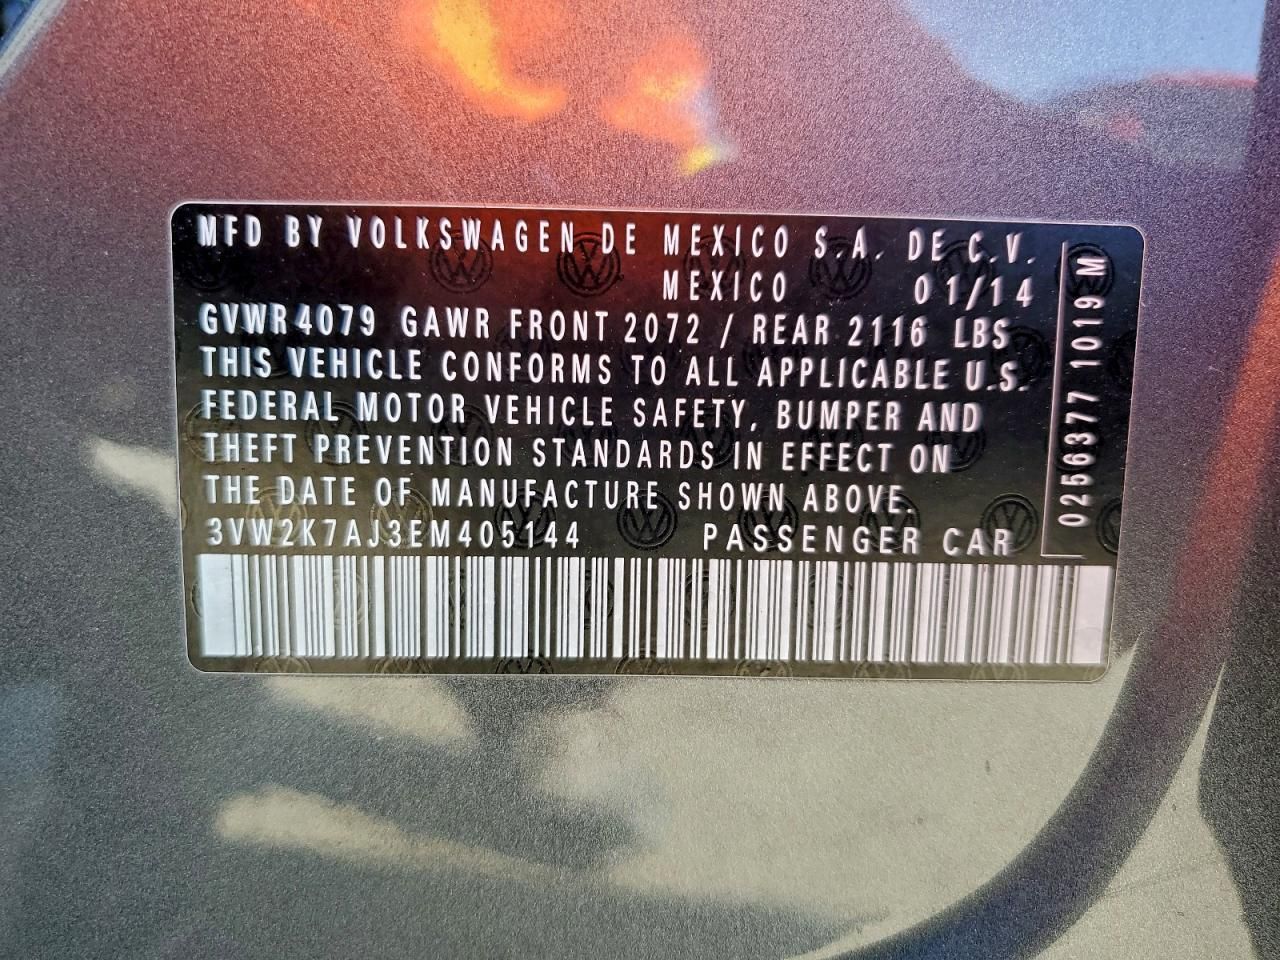 MFD BY VOLKSWAGEN DE MEXICO S.A. DE C.V.
MEXICO 01/14
GVWR 4079 GAWR FRONT 2072 / REAR 2116 LBS
THIS VEHICLE CONFORMS TO ALL APPLICABLE U.S.
FEDERAL MOTOR VEHICLE SAFETY, BUMPER AND
THEFT PREVENTION STANDARDS IN EFFECT ON
THE DATE OF MANUFACTURE SHOWN ABOVE.
3VW2K7AJ3EM405144 PASSENGER CAR
0256377 1019 M